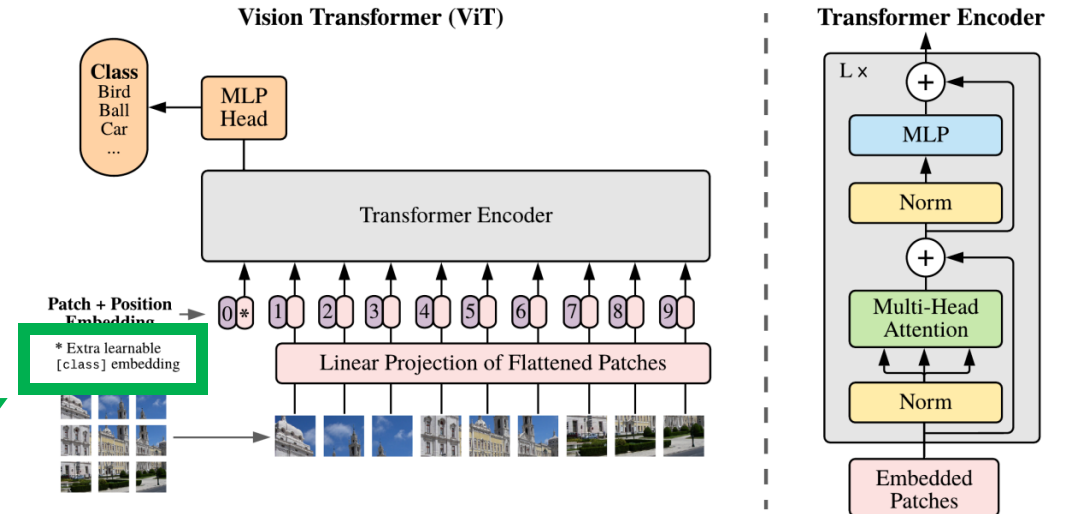 Vision Transformer (ViT)
Class
Bird
Ball
Car
...
MLP
Head
Transformer Encoder
Patch + Position
Embedding
0 * 1 2 3 4 5 6 7 8 9
* Extra learnable
[class] embedding
Linear Projection of Flattened Patches
Transformer Encoder
L ×
+
MLP
Norm
+
Multi-Head
Attention
Norm
Embedded
Patches